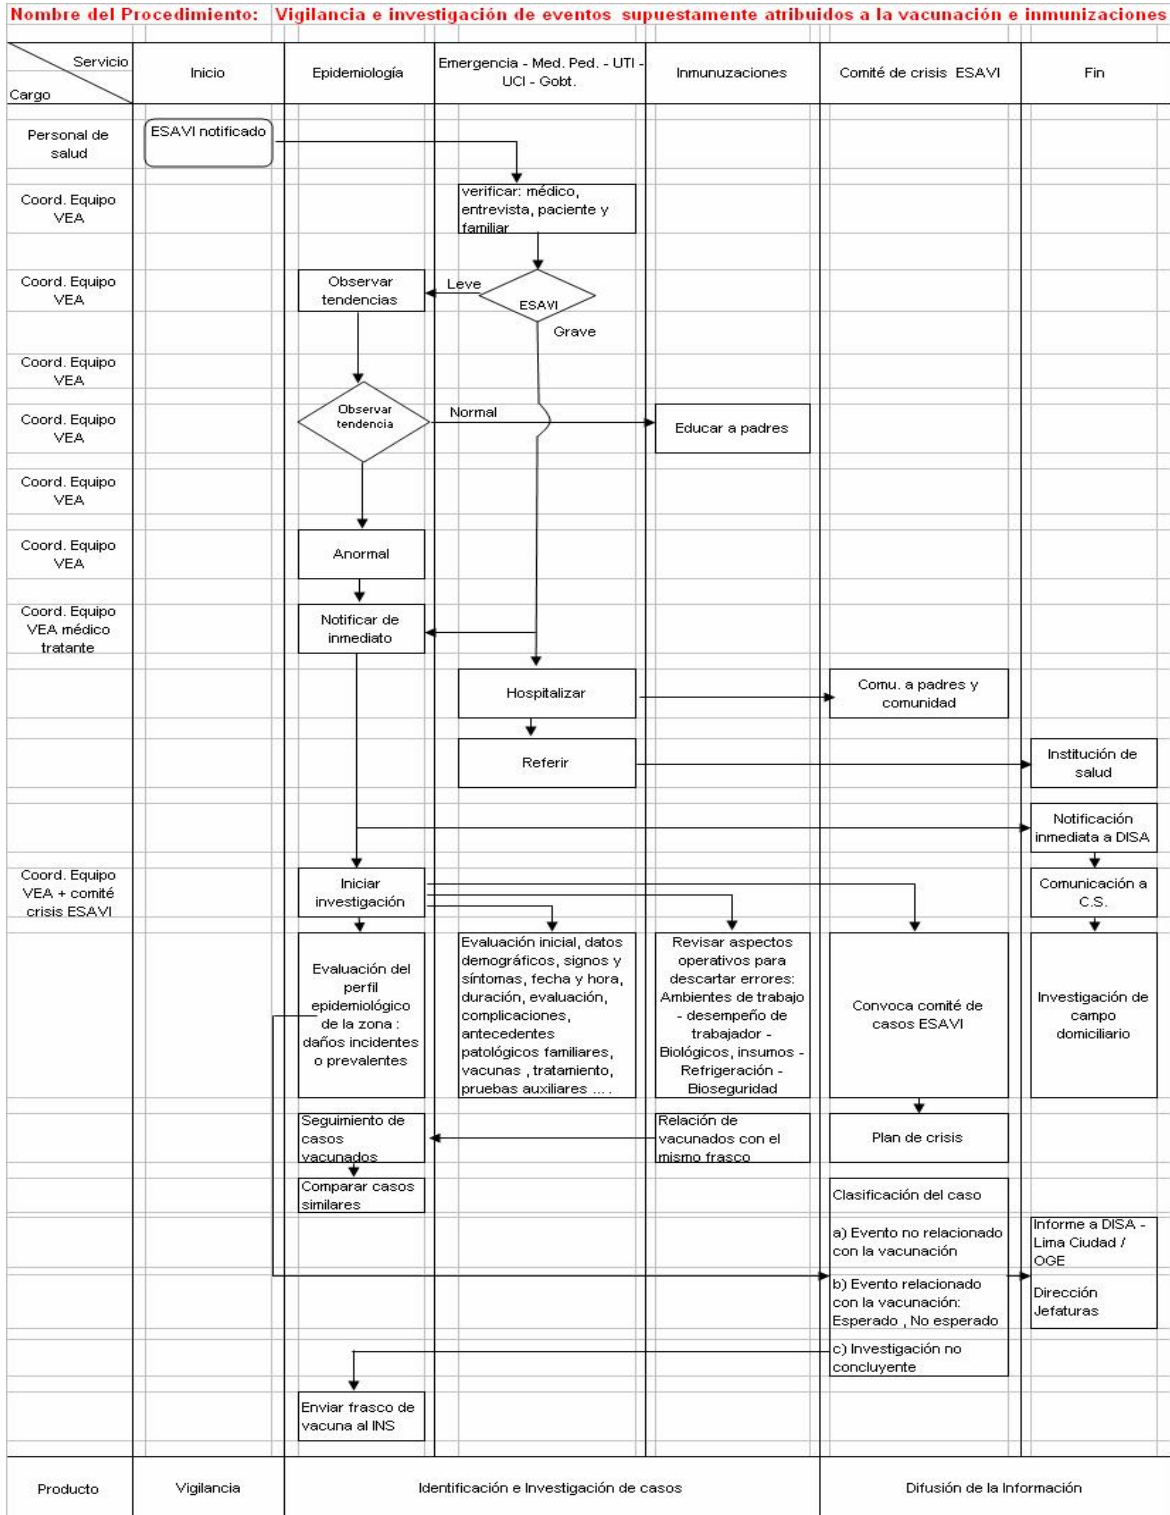 Nombre del Procedimiento: Vigilancia e investigación de eventos supuestamente atribuidos a la vacunación e inmunizaciones
Servicio
Cargo
Inicio
Epidemiología
Emergencia - Med. Ped. - UTI -
UCI - Gobt.
Inmunuzaciones
Comité de crisis ESAVI
Fin
Personal de
salud
ESAVI notificado
Coord. Equipo
VEA
verificar: médico,
entrevista, paciente y
familiar
Coord. Equipo
VEA
Observar
tendencias
Leve
ESAVI
Grave
Coord. Equipo
VEA
Coord. Equipo
VEA
Observar
tendencia
Normal
Educar a padres
Coord. Equipo
VEA
Coord. Equipo
VEA
Anormal
Coord. Equipo
VEA médico
tratante
Notificar de
inmediato
Hospitalizar
Comu. a padres y
comunidad
Referir
Institución de
salud
Notificación
inmediata a DISA
Coord. Equipo
VEA + comité
crisis ESAVI
Iniciar
investigación
Comunicación a
C.S.
Evaluación del
perfil
epidemiológico
de la zona :
daños incidentes
o prevalentes
Evaluación inicial, datos
demográficos, signos y
síntomas, fecha y hora,
duración, evaluación,
complicaciones,
antecedentes
patológicos familiares,
vacunas , tratamiento,
pruebas auxiliares ... .
Revisar aspectos
operativos para
descartar errores:
Ambientes de trabajo
- desempeño de
trabajador -
Biológicos, insumos -
Refrigeración -
Bioseguridad
Convoca comité de
casos ESAVI
Investigación de
campo
domiciliario
Seguimiento de
casos
vacunados
Relación de
vacunados con el
mismo frasco
Plan de crisis
Comparar casos
similares
Clasificación del caso
a) Evento no relacionado
con la vacunación
b) Evento relacionado
con la vacunación:
Esperado , No esperado
c) Investigación no
concluyente
Informe a DISA -
Lima Ciudad /
OGE
Dirección
Jefaturas
Enviar frasco de
vacuna al INS
Producto
Vigilancia
Identificación e Investigación de casos
Difusión de la Información